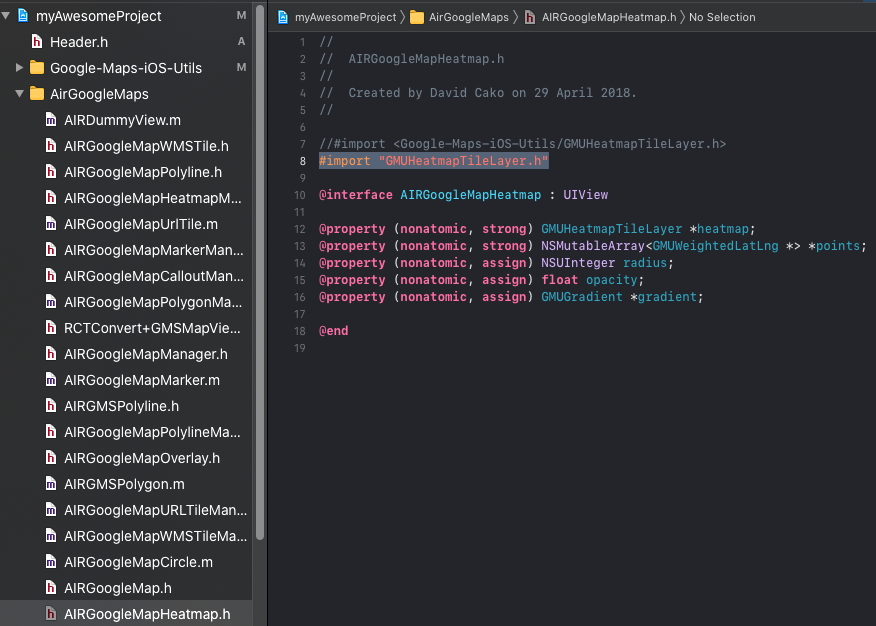 myAwesomeProject M
Header.h A
Google-Maps-iOS-Utils M
AirGoogleMaps
AIRDummyView.m
AIRGoogleMapWMSTile.h
AIRGoogleMapPolyline.h
AIRGoogleMapHeatmapM...
AIRGoogleMapUrlTile.m
AIRGoogleMapMarkerMan...
AIRGoogleMapCalloutMan...
AIRGoogleMapPolygonMa...
RCTConvert+GMSMapVie...
AIRGoogleMapManager.h
AIRGoogleMapMarker.m
AIRGMSPolyline.h
AIRGoogleMapPolylineMa...
AIRGoogleMapOverlay.h
AIRGMSPolygon.m
AIRGoogleMapURLTileMan...
AIRGoogleMapWMSTileMa...
AIRGoogleMapCircle.m
AIRGoogleMap.h
AIRGoogleMapHeatmap.h
myAwesomeProject 〉 AirGoogleMaps 〉 AIRGoogleMapHeatmap.h 〉 No Selection
1 //
2 //  AIRGoogleMapHeatmap.h
3 //
4 //  Created by David Cako on 29 April 2018.
5 //
6
7 //#import <Google-Maps-iOS-Utils/GMUHeatmapTileLayer.h>
8 #import "GMUHeatmapTileLayer.h"
9
10 @interface AIRGoogleMapHeatmap : UIView
11
12 @property (nonatomic, strong) GMUHeatmapTileLayer *heatmap;
13 @property (nonatomic, strong) NSMutableArray<GMUWeightedLatLng *> *points;
14 @property (nonatomic, assign) NSUInteger radius;
15 @property (nonatomic, assign) float opacity;
16 @property (nonatomic, assign) GMUGradient *gradient;
17
18 @end
19